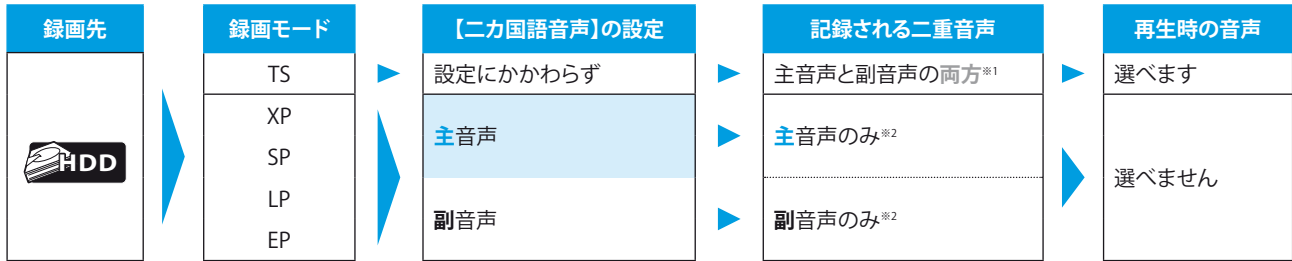 録画先
録画モード
【二カ国語音声】の設定
記録される二重音声
再生時の音声
HDD
TS
設定にかかわらず
主音声と副音声の両方※1
選べます
XP
SP
LP
EP
主音声
主音声のみ※2
副音声
副音声のみ※2
選べません